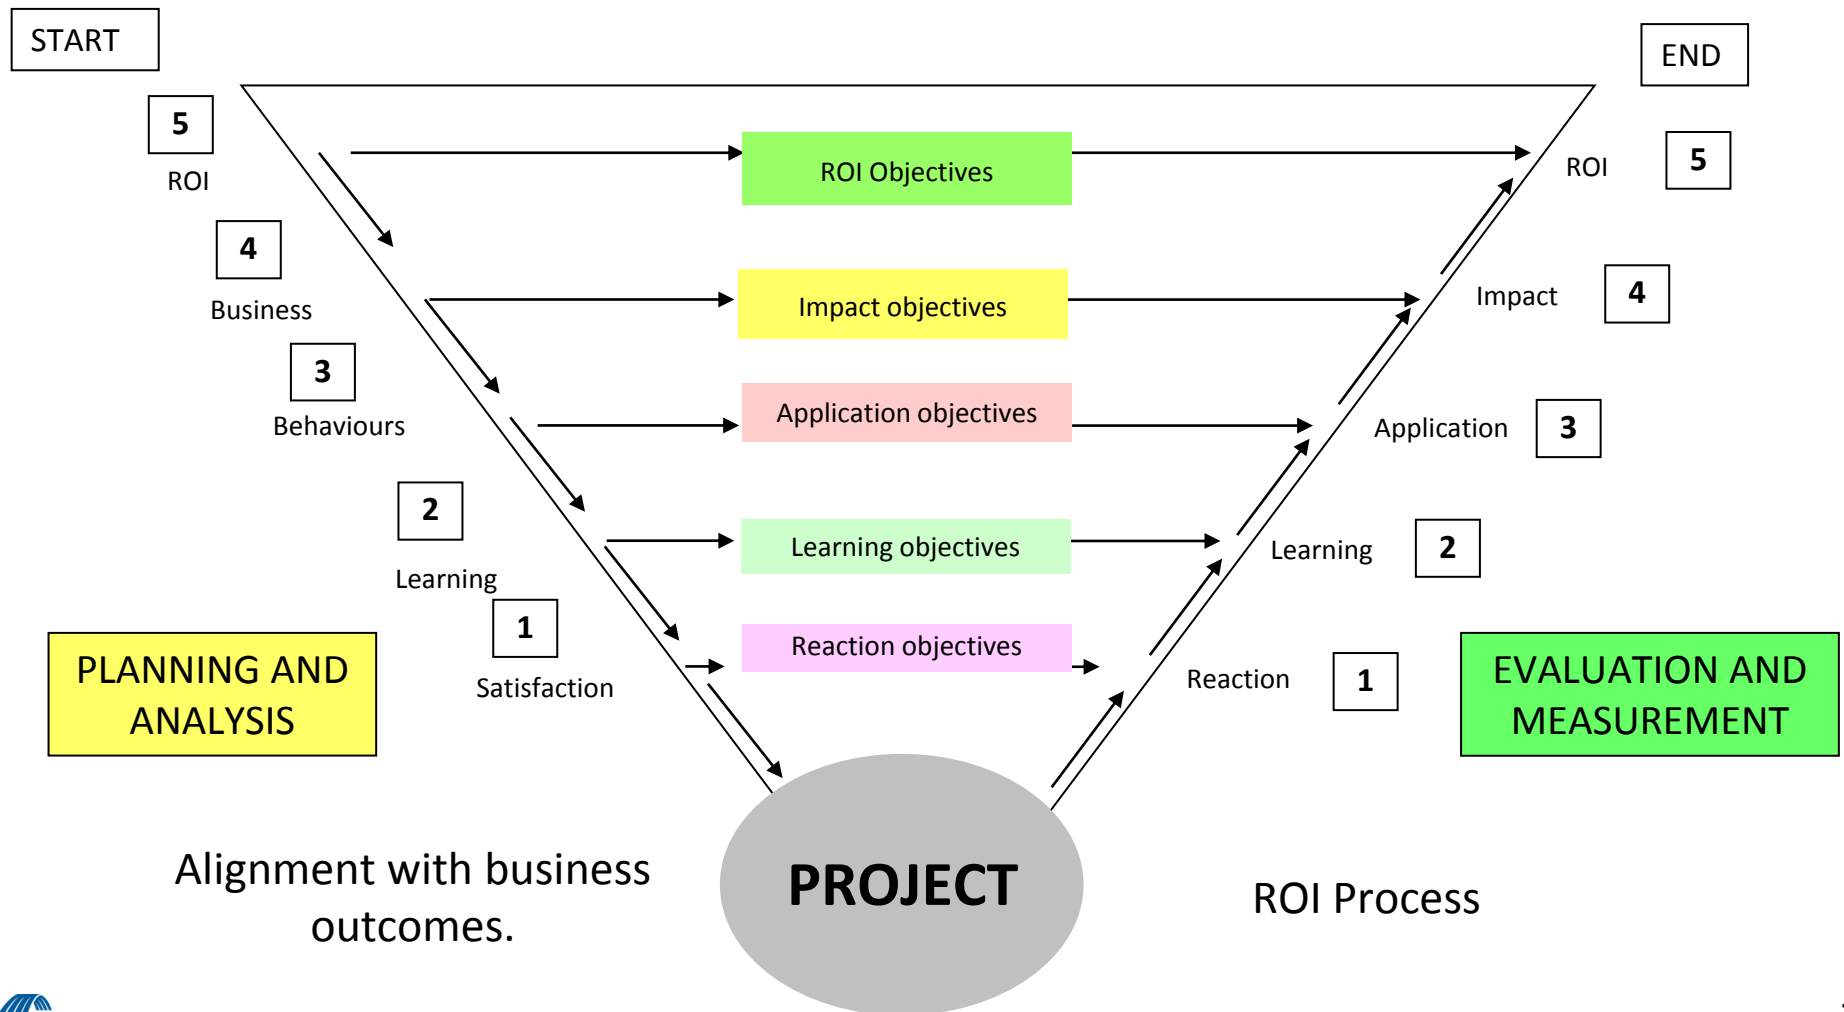 START
END
5
ROI
ROI Objectives
ROI
5
4
Business
Impact objectives
Impact
4
3
Behaviours
Application objectives
Application
3
2
Learning
Learning objectives
Learning
2
1
Satisfaction
Reaction objectives
Reaction
1
PLANNING AND
ANALYSIS
EVALUATION AND
MEASUREMENT
Alignment with business
outcomes.
PROJECT
ROI Process